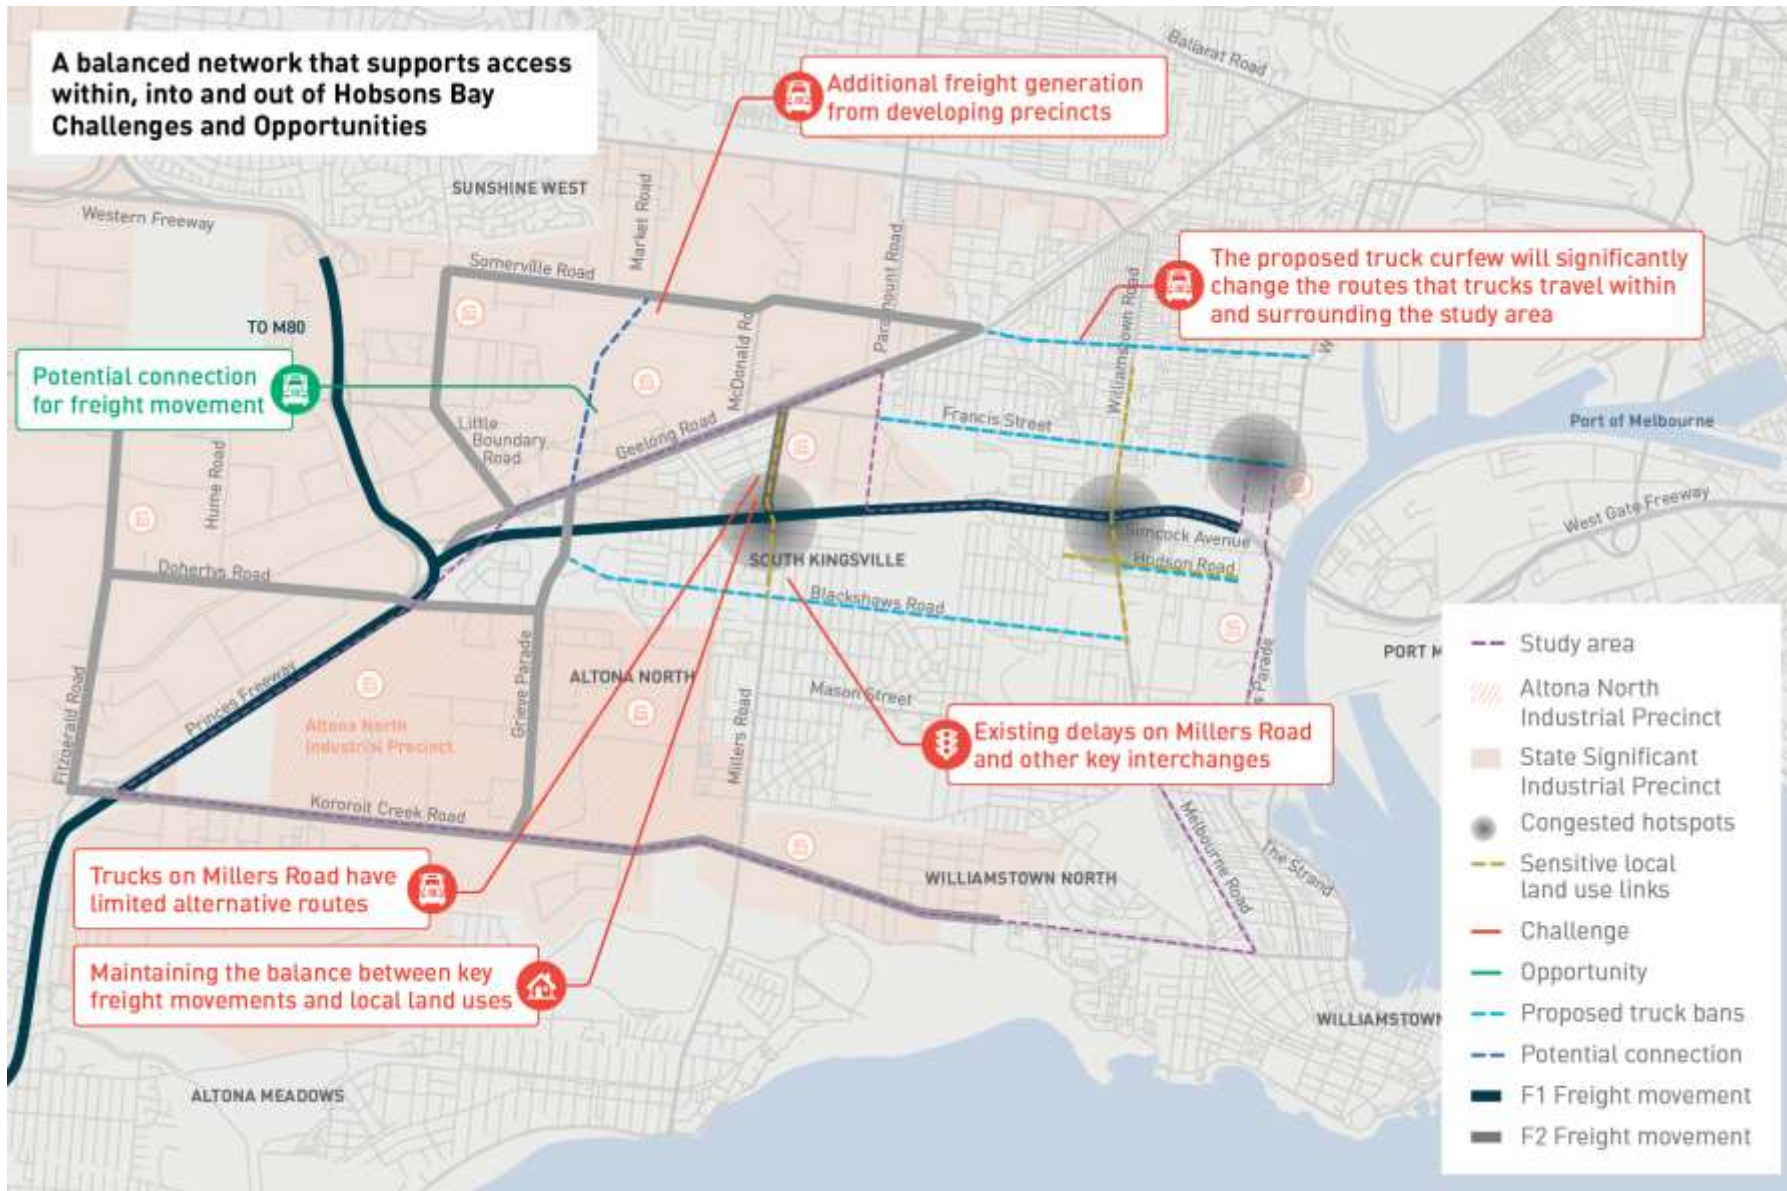 A balanced network that supports access
within, into and out of Hobsons Bay
Challenges and Opportunities
Ballarat Road
Additional freight generation
from developing precincts
SUNSHINE WEST
Market Road
Western Freeway
Somerville Road
Paramount Road
Williamstown Road
The proposed truck curfew will significantly
change the routes that trucks travel within
and surrounding the study area
TO M80
McDonald Ro
Potential connection
for freight movement
Little
Boundary
Road
Geelong Road
Francis Street
Port of Melbourne
Hume Road
West Gate Freeway
Simcock Avenue
Hudson Road
SOUTH KINGSVILLE
Dohertys Road
Blackshaws Road
PORT M
Fitzgerald Road
Princes Freeway
Grieve Parade
ALTONA NORTH
Mason Street
Millers Road
s Parade
Altona North
Industrial Precinct
Existing delays on Millers Road
and other key interchanges
Kororoit Creek Road
Melbourne Road
The Strand
Trucks on Millers Road have
limited alternative routes
WILLIAMSTOWN NORTH
Maintaining the balance between key
freight movements and local land uses
WILLIAMSTOWN
ALTONA MEADOWS
Study area
Altona North
Industrial Precinct
State Significant
Industrial Precinct
Congested hotspots
Sensitive local
land use links
Challenge
Opportunity
Proposed truck bans
Potential connection
F1 Freight movement
F2 Freight movement